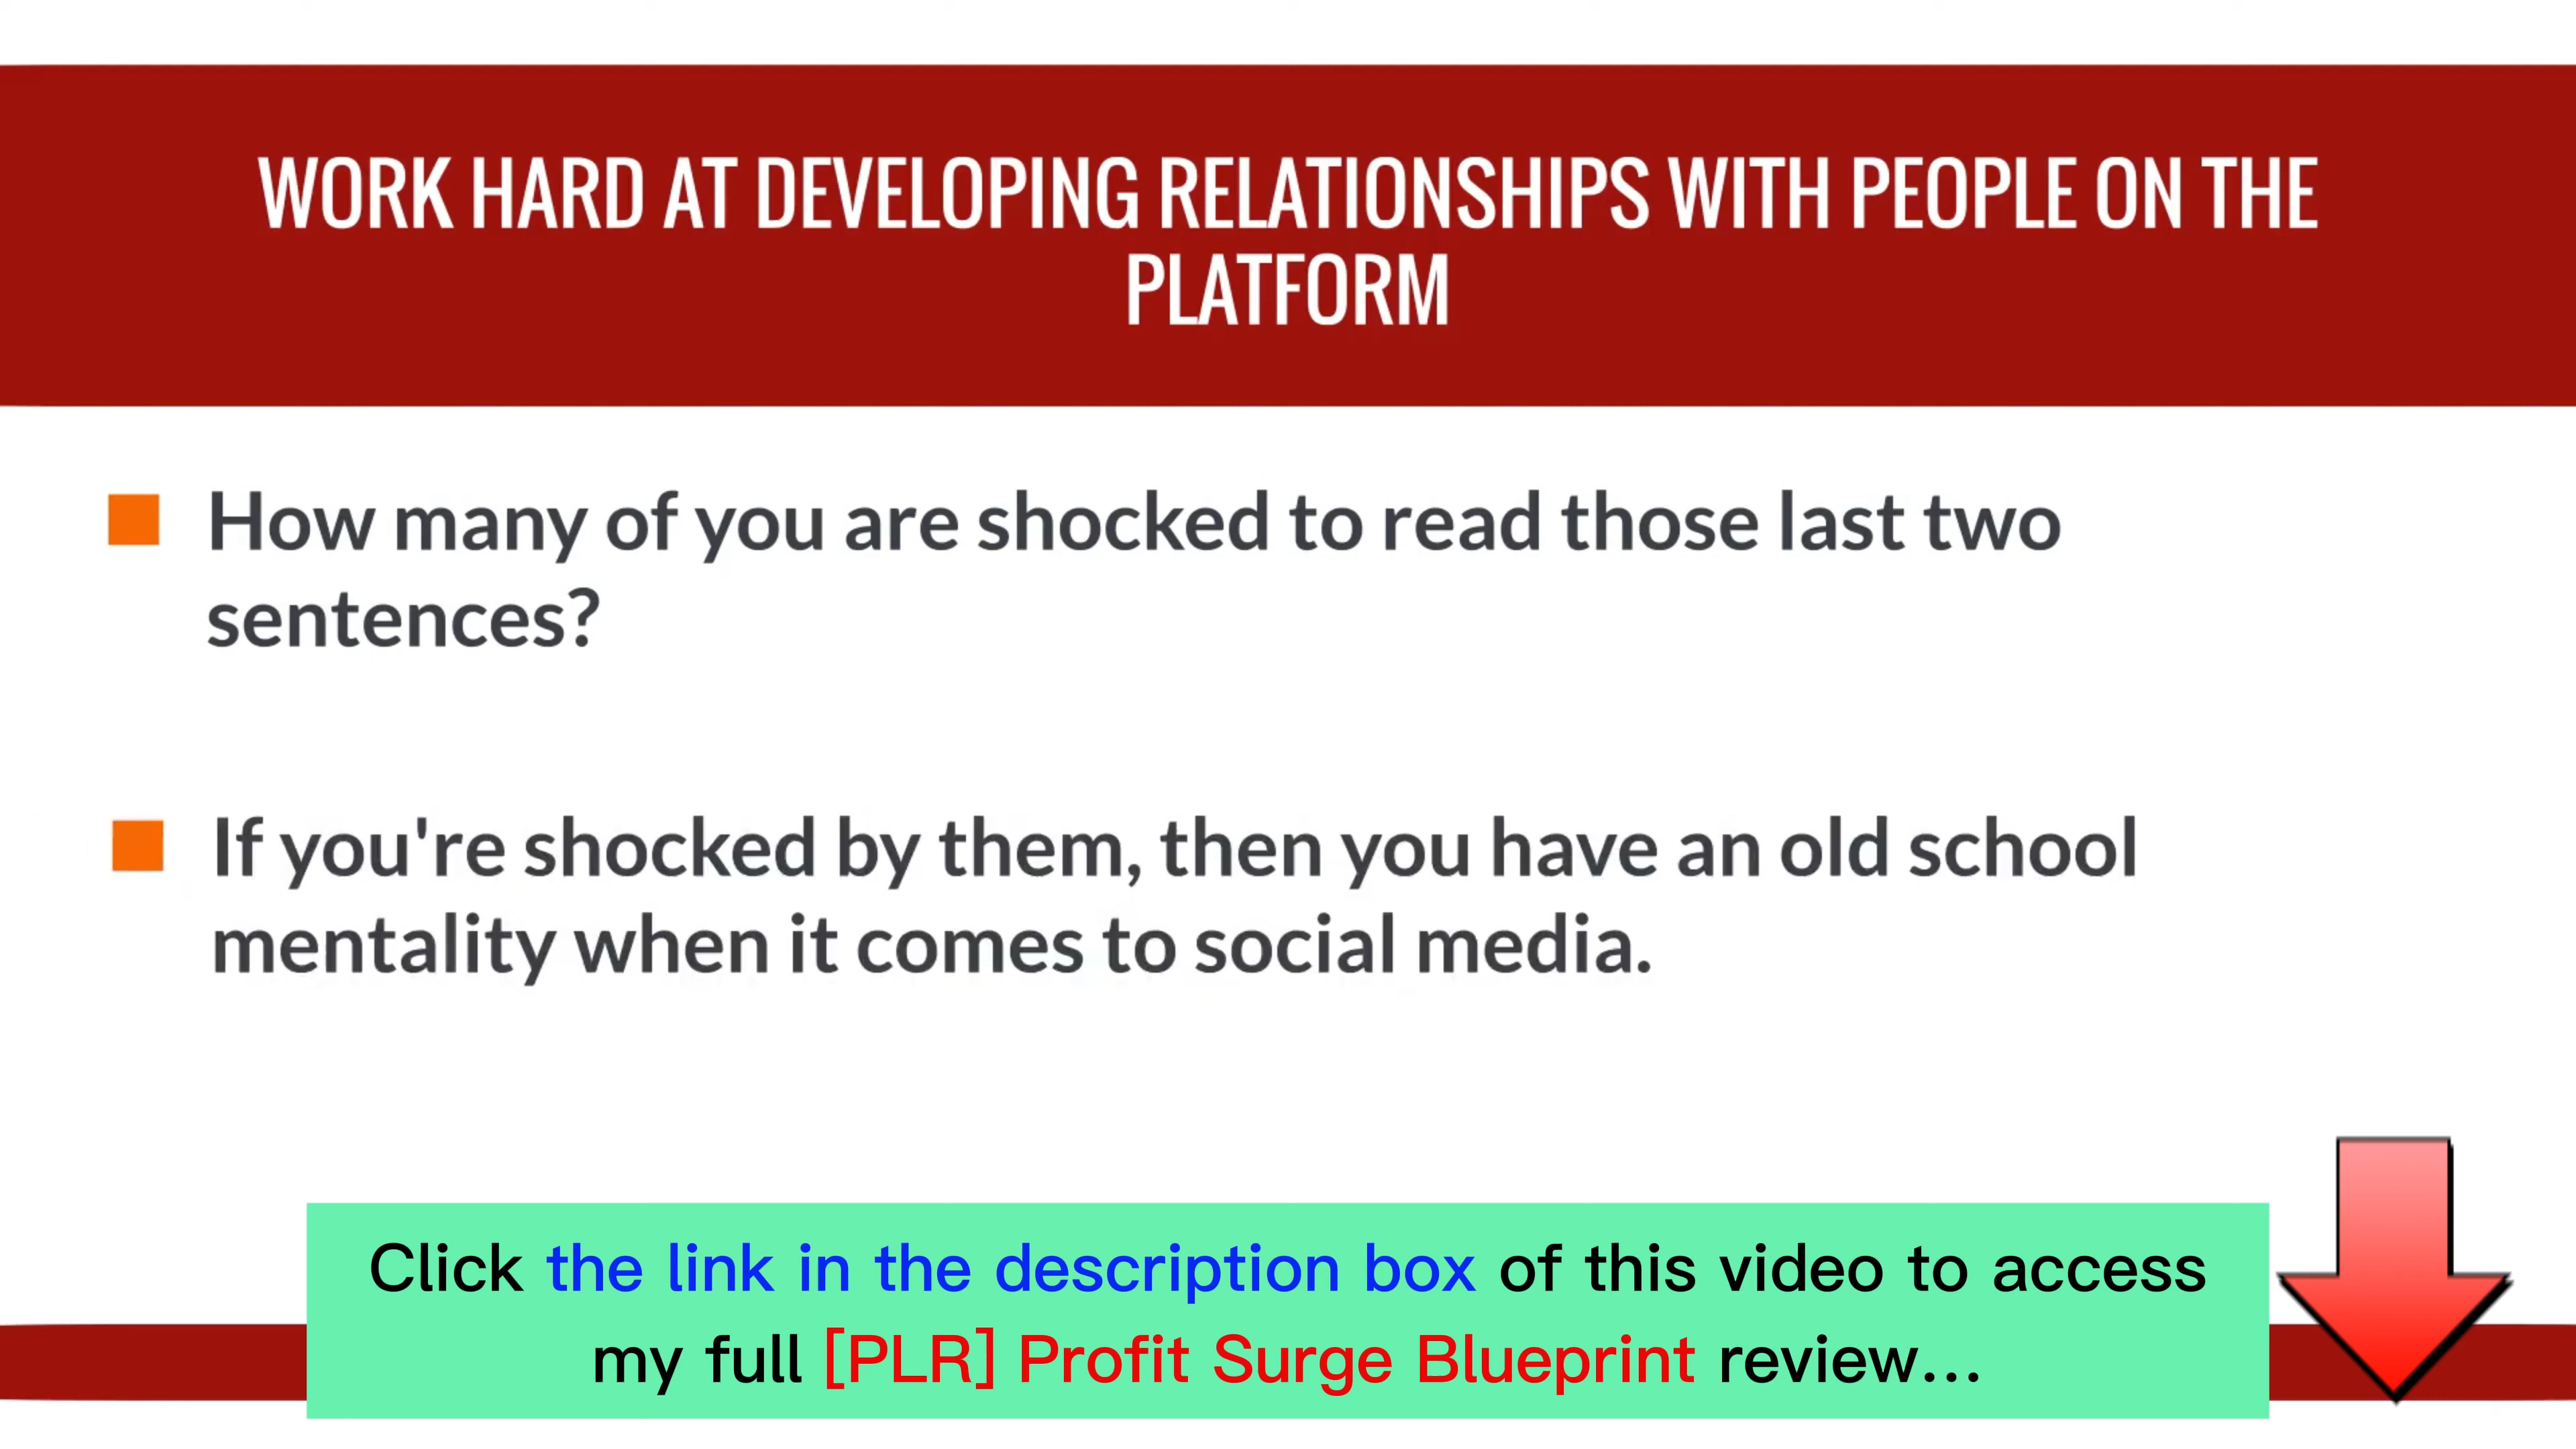 WORK HARD AT DEVELOPING RELATIONSHIPS WITH PEOPLE ON THE
PLATFORM
How many of you are shocked to read those last two
sentences?
If you're shocked by them, then you have an old school
mentality when it comes to social media.
Click the link in the description box of this video to access
my full [PLR] Profit Surge Blueprint review...